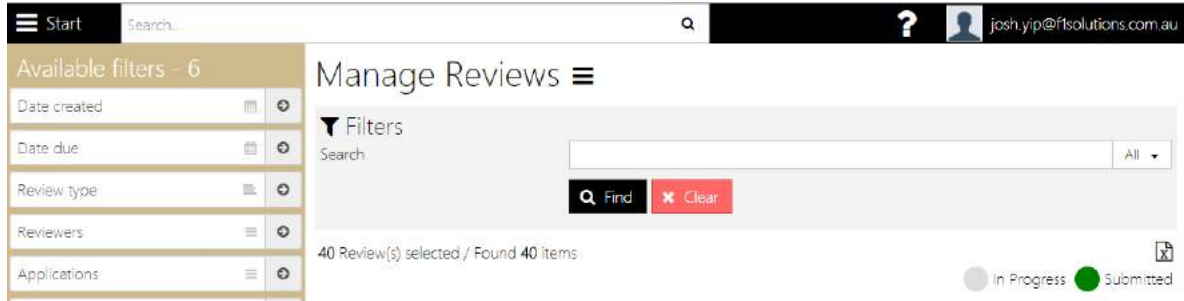 Start
Search..
?
josh.yip@f1solutions.com.au
Available filters - 6
Date created
Date due
Review type
Reviewers
Applications
Manage Reviews
Filters
Search
All
Find
Clear
40 Review(s) selected / Found 40 items
In Progress
Submitted